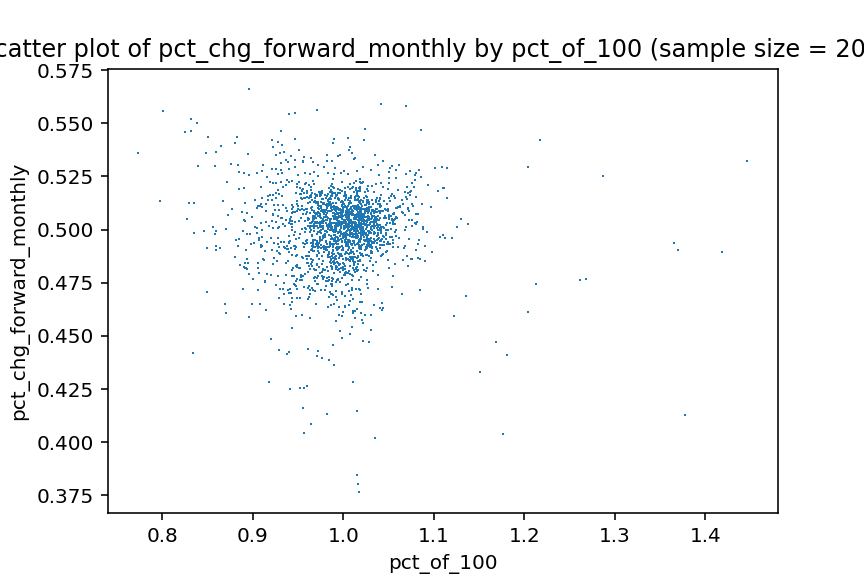 catter plot of pct_chg_forward_monthly by pct_of_100 (sample size = 20
pct_chg_forward_monthly
0.575
0.550
0.525
0.500
0.475
0.450
0.425
0.400
0.375
0.8 0.9 1.0 1.1 1.2 1.3 1.4
pct_of_100